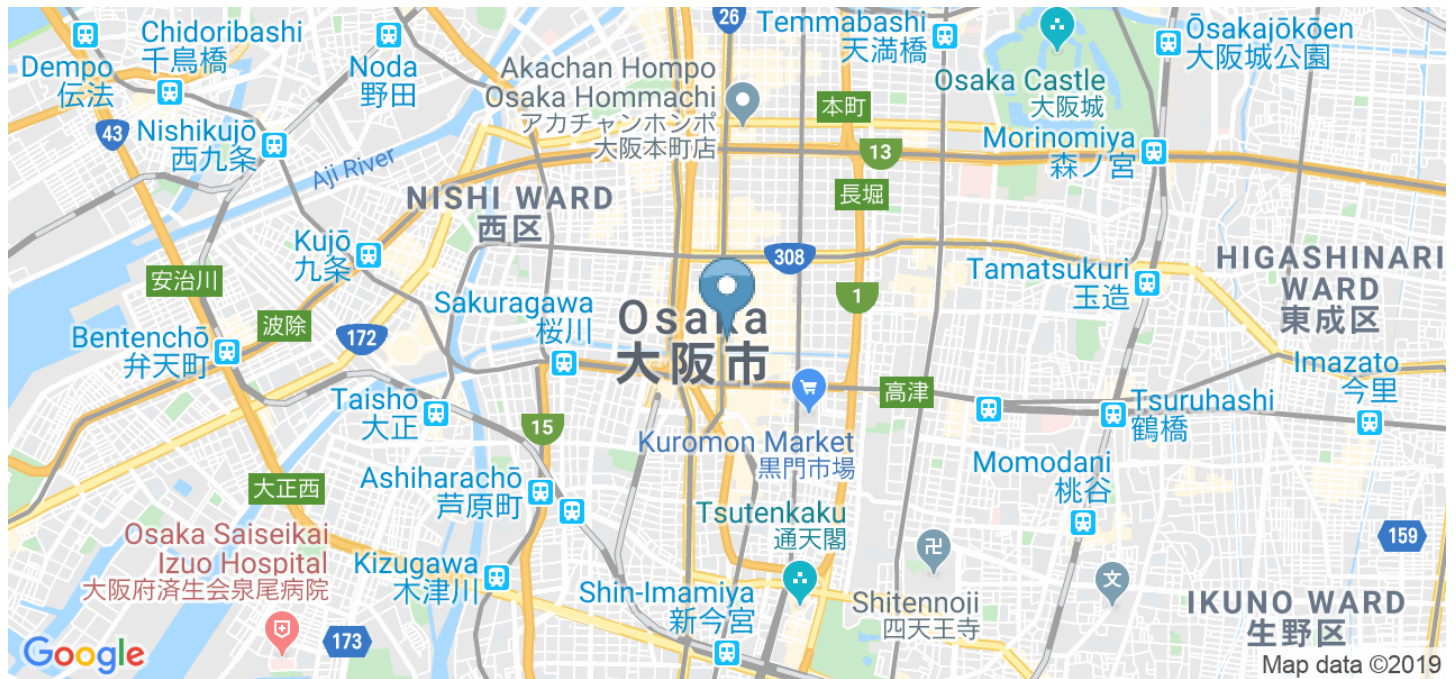 26
Temmabashi
天満橋
Ōsakajōkōen
大阪城公園
Chidoribashi
千鳥橋
Dempo
伝法
Noda
野田
Akachan Hompo
Osaka Hommachi
アカチャンホンポ
大阪本町店
本町
Osaka Castle
大阪城
43
Nishikujō
西九条
Aji River
13
Morinomiya
森ノ宮
NISHI WARD
西区
長堀
Kujō
九条
308
安治川
Tamatsukuri
玉造
HIGASHINARI
WARD
東成区
Sakuragawa
桜川
Osaka
大阪市
1
波除
172
Bentenchō
弁天町
Imazato
今里
Taishō
大正
高津
Tsuruhashi
鶴橋
15
Kuromon Market
黒門市場
Momodani
桃谷
大正西
Ashiharachō
芦原町
Tsutenkaku
通天閣
卍
159
Osaka Saiseikai
Izuo Hospital
大阪府済生会泉尾病院
Kizugawa
木津川
Shin-Imamiya
新今宮
文
Shitennoji
四天王寺
IKUNO WARD
生野区
173
Google
Map data ©2019